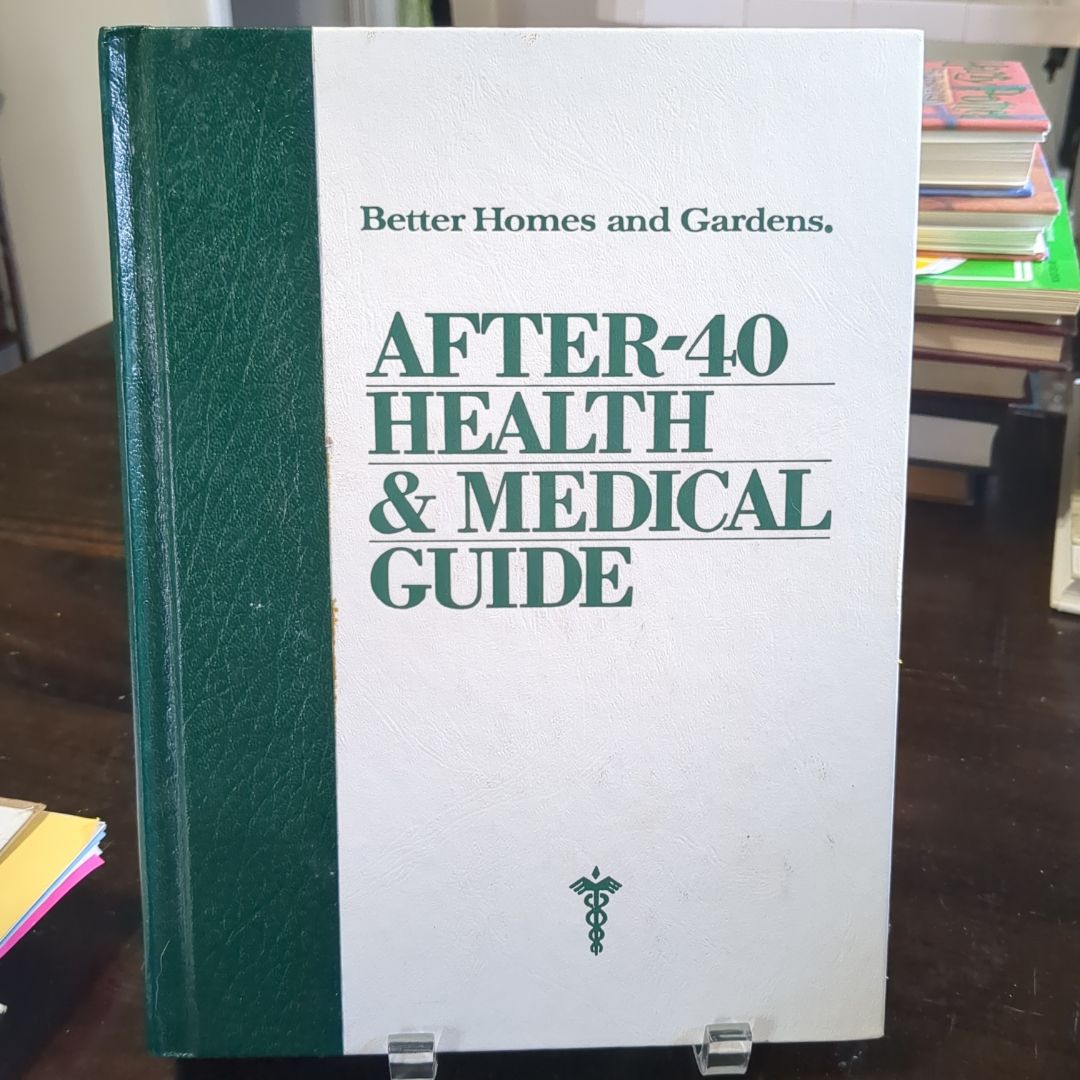 Better Homes and Gardens.
AFTER-40
HEALTH
& MEDICAL
GUIDE